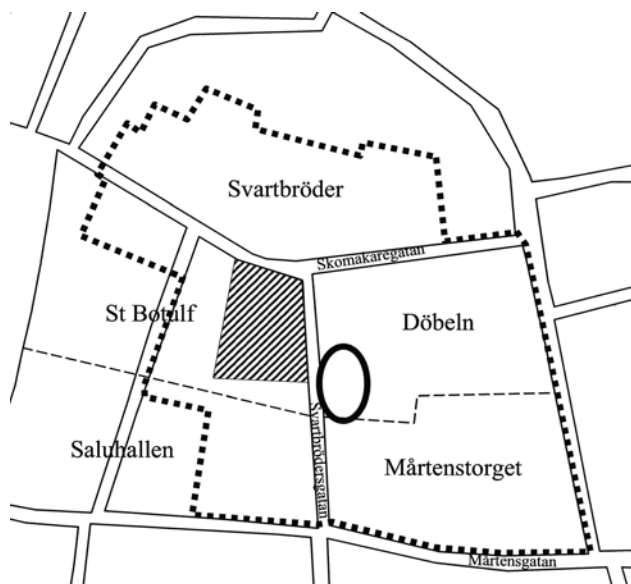 Svartbröder
Skomakaregatan
St Botulf
Döbeln
Svartbrödersgatan
Saluhallen
Mårtenstorget
Mårtensgatan